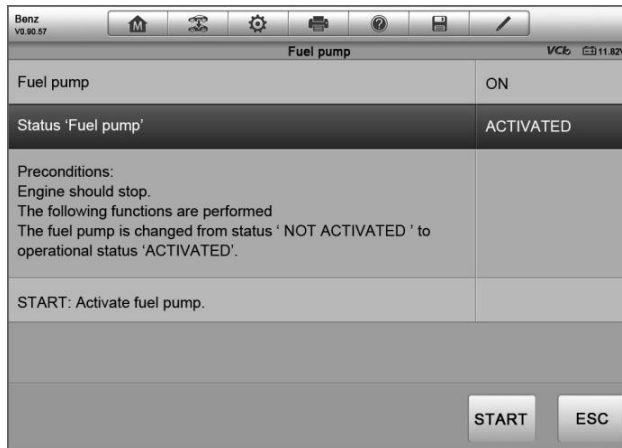 Benz
V0.90.57
M
?
Fuel pump
VCI
11.82V
Fuel pump ON
Status ‘Fuel pump’ ACTIVATED
Preconditions:
Engine should stop.
The following functions are performed
The fuel pump is changed from status ‘ NOT ACTIVATED ’ to
operational status ‘ACTIVATED’.
START: Activate fuel pump.
START ESC